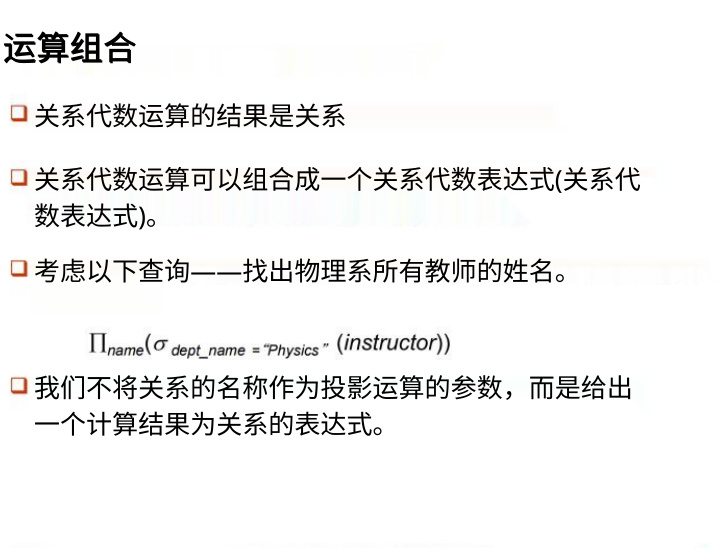 运算组合
关系代数运算的结果是关系
关系代数运算可以组合成一个关系代数表达式(关系代
数表达式)。
考虑以下查询——找出物理系所有教师的姓名。
∏name(σ dept_name =“Physics” (instructor))
我们不将关系的名称作为投影运算的参数，而是给出
一个计算结果为关系的表达式。